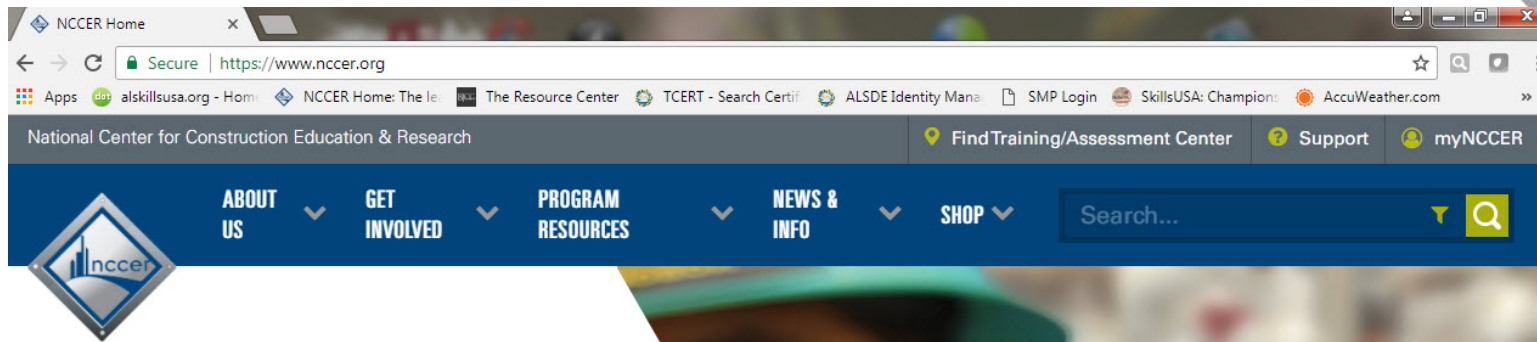 NCCER Home
Secure | https://www.nccer.org
Apps dot alskillsusa.org - Hom NCCER Home: The le The Resource Center TCERT - Search Certif ALSDE Identity Mana SMP Login SkillsUSA: Champion AccuWeather.com »
National Center for Construction Education & Research Find Training/Assessment Center ? Support myNCCER
ABOUT US GET INVOLVED PROGRAM RESOURCES NEWS & INFO SHOP Search...
nccer